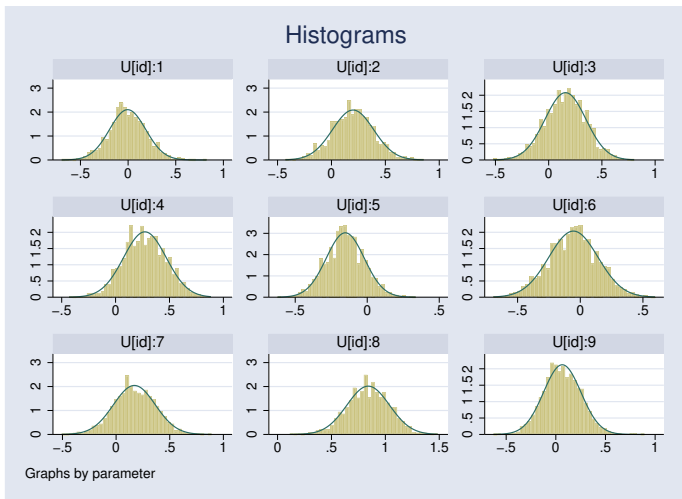 Histograms
U[id]:1 U[id]:2 U[id]:3
0 1 2 3
−.5 0 .5 1
0 1 2 3
−.5 0 .5 1
0 .5 1 1.5 2
−.5 0 .5 1
U[id]:4 U[id]:5 U[id]:6
0 .5 1 1.5 2
−.5 0 .5 1
0 1 2 3
−.5 0 .5
0 .5 1 1.5 2
−.5 0 .5
U[id]:7 U[id]:8 U[id]:9
0 1 2 3
−.5 0 .5 1
0 1 2 3
0 .5 1 1.5
0 .5 1 1.5 2
−.5 0 .5 1
Graphs by parameter